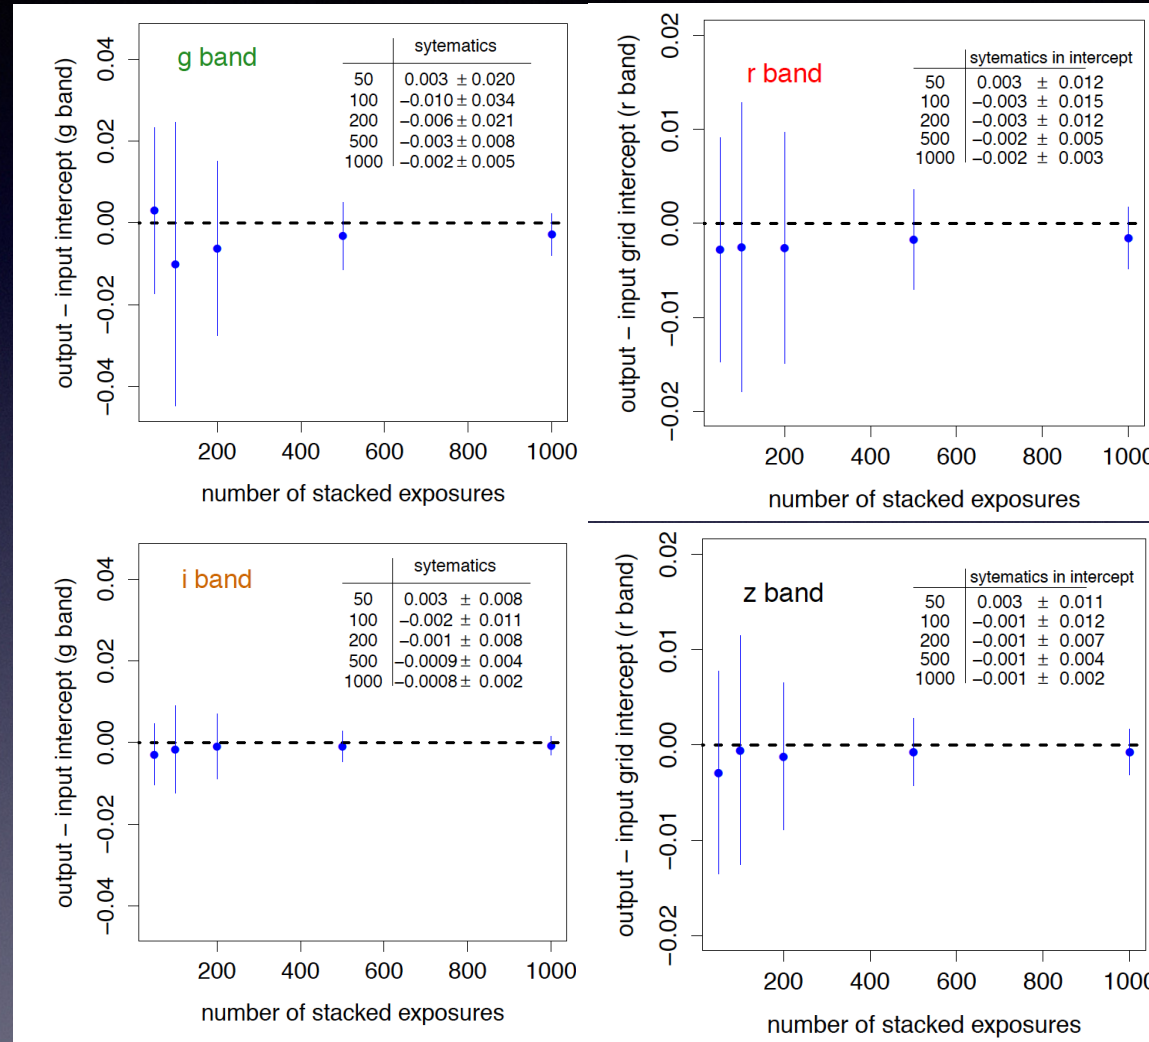 g band
sytematics
50 0.003 ± 0.020
100 −0.010 ± 0.034
200 −0.006 ± 0.021
500 −0.003 ± 0.008
1000 −0.002 ± 0.005
output − input intercept (g band)
0.04
0.02
0.00
−0.02
−0.04
200 400 600 800 1000
number of stacked exposures
r band
sytematics in intercept
50 0.003 ± 0.012
100 −0.003 ± 0.015
200 −0.003 ± 0.012
500 −0.002 ± 0.005
1000 −0.002 ± 0.003
output − input grid intercept (r band)
0.02
0.01
0.00
−0.01
−0.02
200 400 600 800 1000
number of stacked exposures
i band
sytematics
50 0.003 ± 0.008
100 −0.002 ± 0.011
200 −0.001 ± 0.008
500 −0.0009 ± 0.004
1000 −0.0008 ± 0.002
output − input intercept (g band)
0.04
0.02
0.00
−0.02
−0.04
200 400 600 800 1000
number of stacked exposures
z band
sytematics in intercept
50 0.003 ± 0.011
100 −0.001 ± 0.012
200 −0.001 ± 0.007
500 −0.001 ± 0.004
1000 −0.001 ± 0.002
output − input grid intercept (r band)
0.02
0.01
0.00
−0.01
−0.02
200 400 600 800 1000
number of stacked exposures